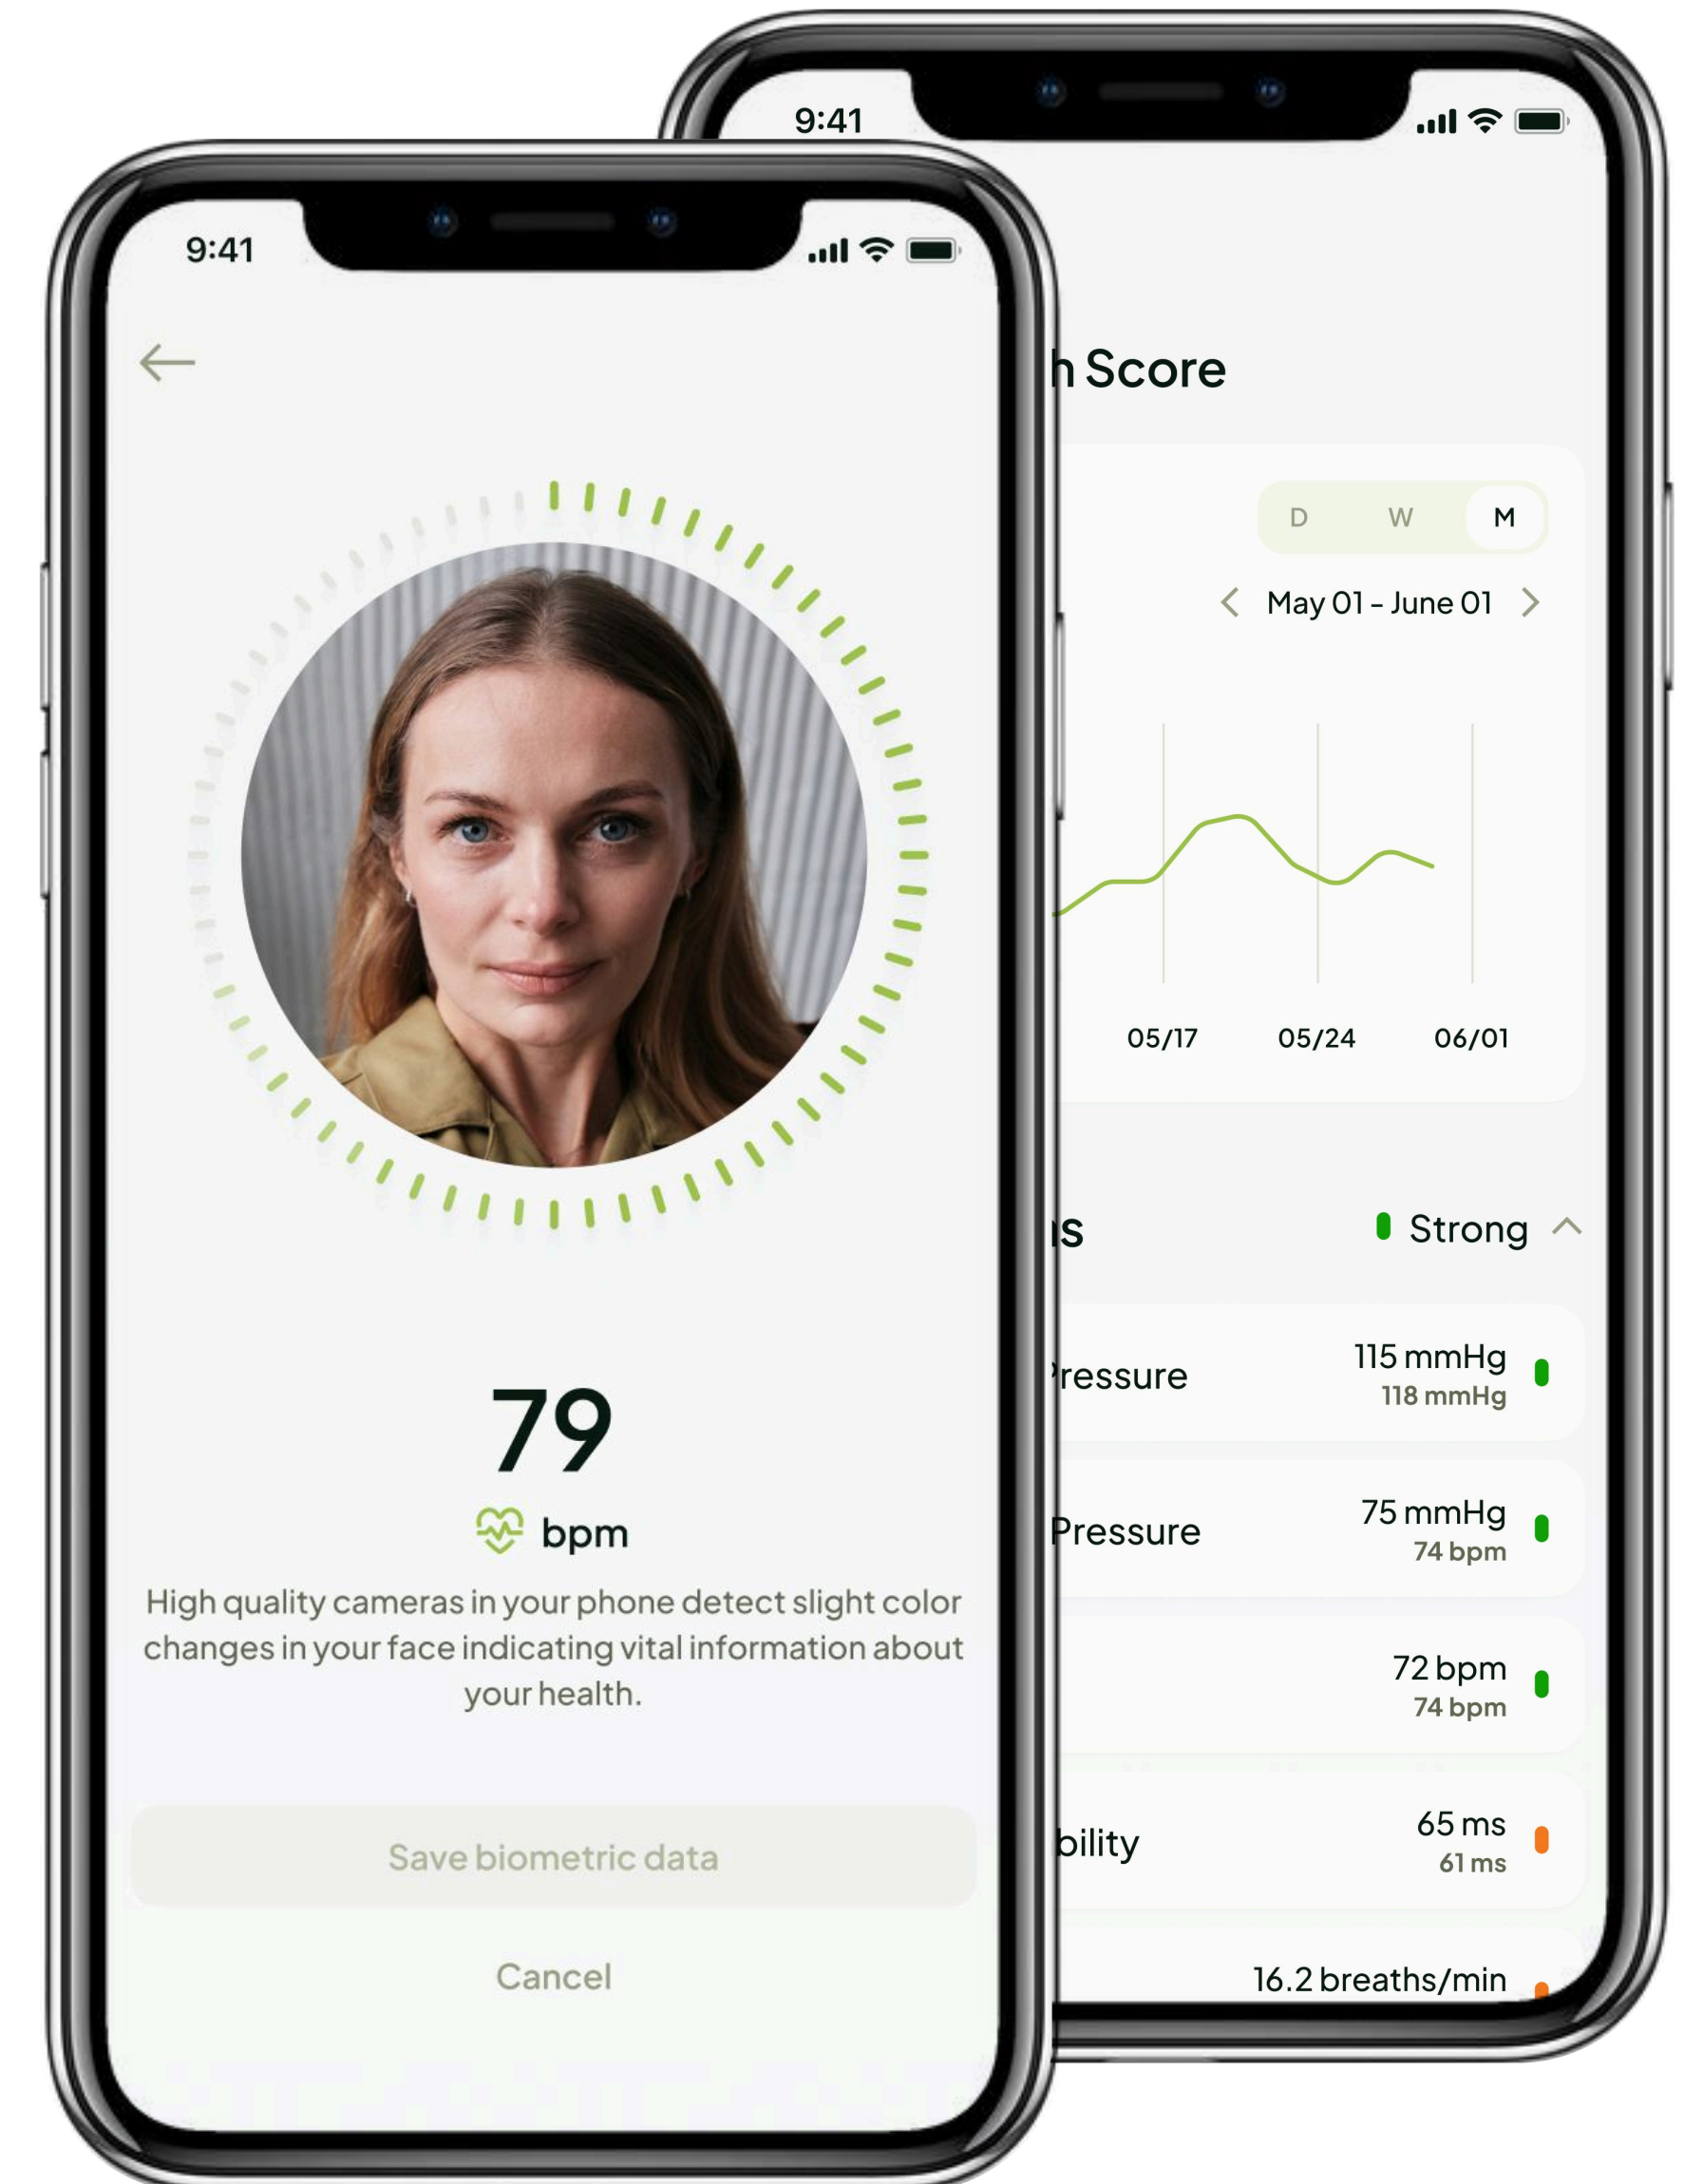 9:41
9:41
Score
D W M
May 01 - June 01
05/17 05/24 06/01
Strong
115 mmHg
118 mmHg
Pressure
75 mmHg
74 bpm
72 bpm
74 bpm
65 ms
61 ms
16.2 breaths/min
79
bpm
High quality cameras in your phone detect slight color
changes in your face indicating vital information about
your health.
Save biometric data
Cancel